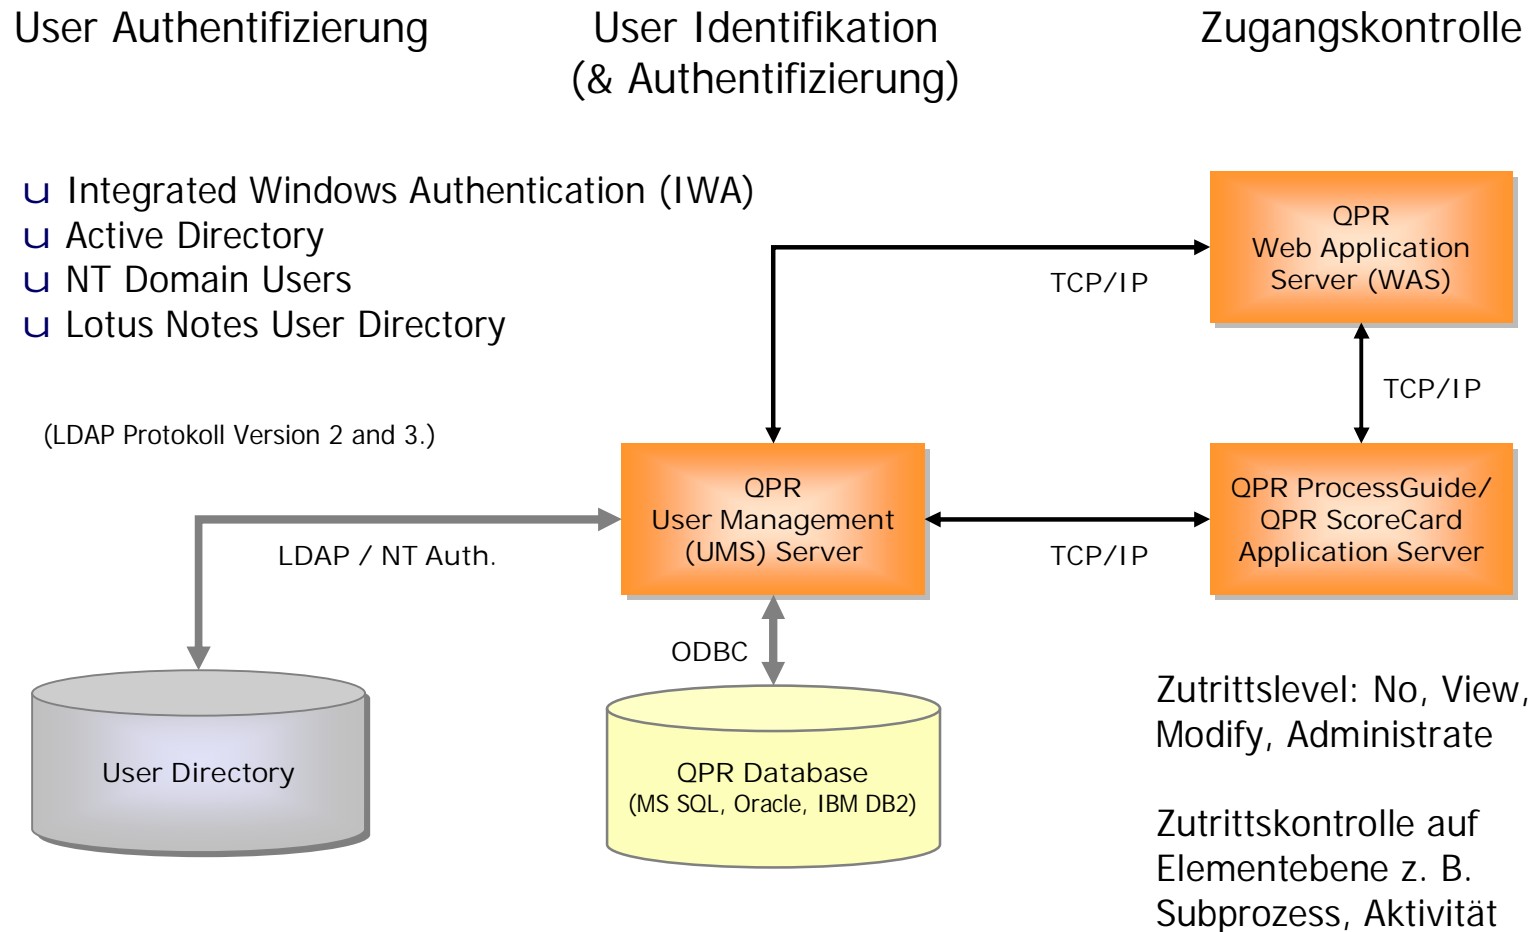 User Authentifizierung
User Identifikation
(& Authentifizierung)
Zugangskontrolle
u Integrated Windows Authentication (IWA)
u Active Directory
u NT Domain Users
u Lotus Notes User Directory
(LDAP Protokoll Version 2 and 3.)
QPR
Web Application
Server (WAS)
TCP/IP
TCP/IP
QPR
User Management
(UMS) Server
QPR ProcessGuide/
QPR ScoreCard
Application Server
LDAP / NT Auth.
TCP/IP
ODBC
User Directory
QPR Database
(MS SQL, Oracle, IBM DB2)
Zutrittslevel: No, View,
Modify, Administrate
Zutrittskontrolle auf
Elementebene z. B.
Subprozess, Aktivität